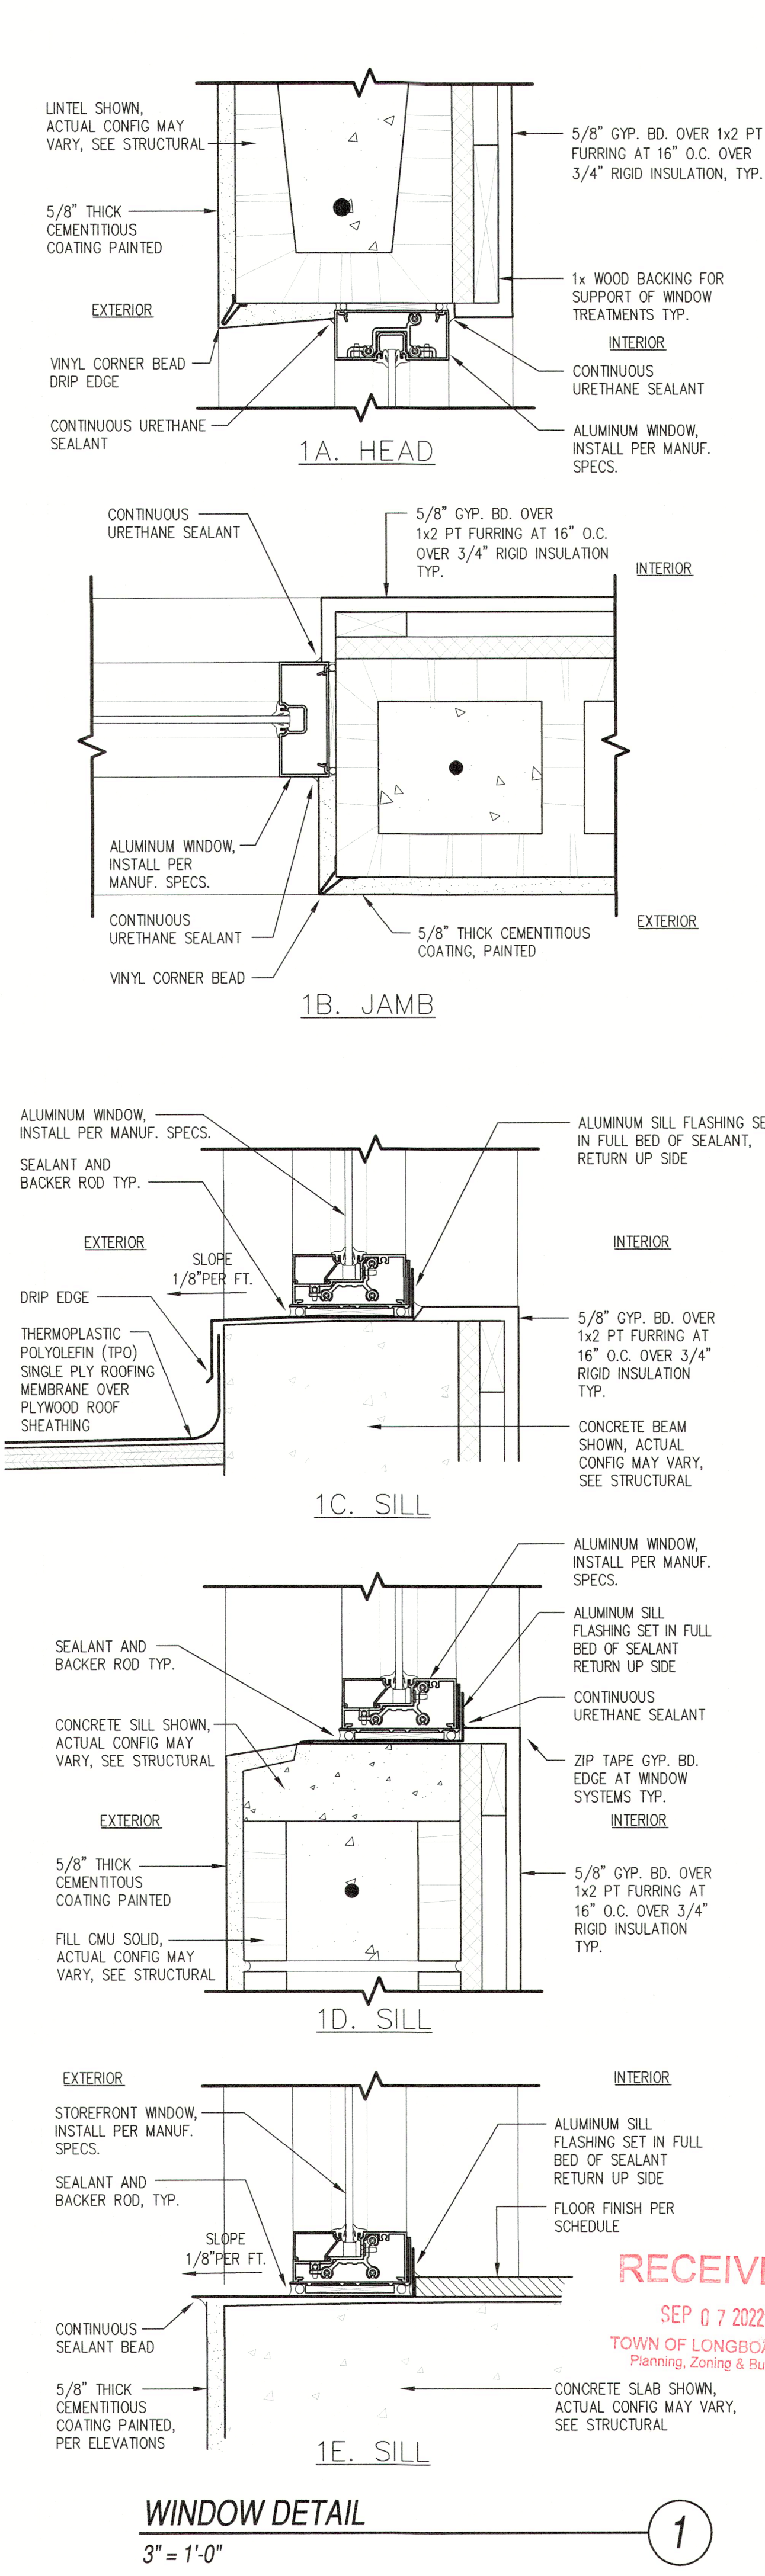 LINTEL SHOWN,
ACTUAL CONFIG MAY
VARY, SEE STRUCTURAL
5/8" THICK
CEMENTITIOUS
COATING PAINTED
EXTERIOR
VINYL CORNER BEAD
DRIP EDGE
CONTINUOUS URETHANE
SEALANT
5/8" GYP. BD. OVER 1x2 PT
FURRING AT 16" O.C. OVER
3/4" RIGID INSULATION, TYP.
1x WOOD BACKING FOR
SUPPORT OF WINDOW
TREATMENTS TYP.
INTERIOR
CONTINUOUS
URETHANE SEALANT
ALUMINUM WINDOW,
INSTALL PER MANUF.
SPECS.
1A. HEAD
CONTINUOUS
URETHANE SEALANT
5/8" GYP. BD. OVER
1x2 PT FURRING AT 16" O.C.
OVER 3/4" RIGID INSULATION
TYP.
INTERIOR
ALUMINUM WINDOW,
INSTALL PER
MANUF. SPECS.
CONTINUOUS
URETHANE SEALANT
VINYL CORNER BEAD
5/8" THICK CEMENTITIOUS
COATING, PAINTED
EXTERIOR
1B. JAMB
ALUMINUM WINDOW,
INSTALL PER MANUF. SPECS.
SEALANT AND
BACKER ROD TYP.
EXTERIOR
SLOPE
1/8"PER FT.
DRIP EDGE
THERMOPLASTIC
POLYOLEFIN (TPO)
SINGLE PLY ROOFING
MEMBRANE OVER
PLYWOOD ROOF
SHEATHING
ALUMINUM SILL FLASHING SE
IN FULL BED OF SEALANT,
RETURN UP SIDE
INTERIOR
5/8" GYP. BD. OVER
1x2 PT FURRING AT
16" O.C. OVER 3/4"
RIGID INSULATION
TYP.
CONCRETE BEAM
SHOWN, ACTUAL
CONFIG MAY VARY,
SEE STRUCTURAL
1C. SILL
ALUMINUM WINDOW,
INSTALL PER MANUF.
SPECS.
ALUMINUM SILL
FLASHING SET IN FULL
BED OF SEALANT
RETURN UP SIDE
CONTINUOUS
URETHANE SEALANT
ZIP TAPE GYP. BD.
EDGE AT WINDOW
SYSTEMS TYP.
INTERIOR
5/8" GYP. BD. OVER
1x2 PT FURRING AT
16" O.C. OVER 3/4"
RIGID INSULATION
TYP.
SEALANT AND
BACKER ROD TYP.
CONCRETE SILL SHOWN,
ACTUAL CONFIG MAY
VARY, SEE STRUCTURAL
EXTERIOR
5/8" THICK
CEMENTITOUS
COATING PAINTED
FILL CMU SOLID,
ACTUAL CONFIG MAY
VARY, SEE STRUCTURAL
1D. SILL
EXTERIOR
STOREFRONT WINDOW,
INSTALL PER MANUF.
SPECS.
SEALANT AND
BACKER ROD, TYP.
SLOPE
1/8"PER FT.
CONTINUOUS
SEALANT BEAD
5/8" THICK
CEMENTITIOUS
COATING PAINTED,
PER ELEVATIONS
INTERIOR
ALUMINUM SILL
FLASHING SET IN FULL
BED OF SEALANT
RETURN UP SIDE
FLOOR FINISH PER
SCHEDULE
RECEIV
SEP 0 7 2022
TOWN OF LONGBO
Planning, Zoning & Bu
CONCRETE SLAB SHOWN,
ACTUAL CONFIG MAY VARY,
SEE STRUCTURAL
1E. SILL
WINDOW DETAIL
1
3" = 1'-0"